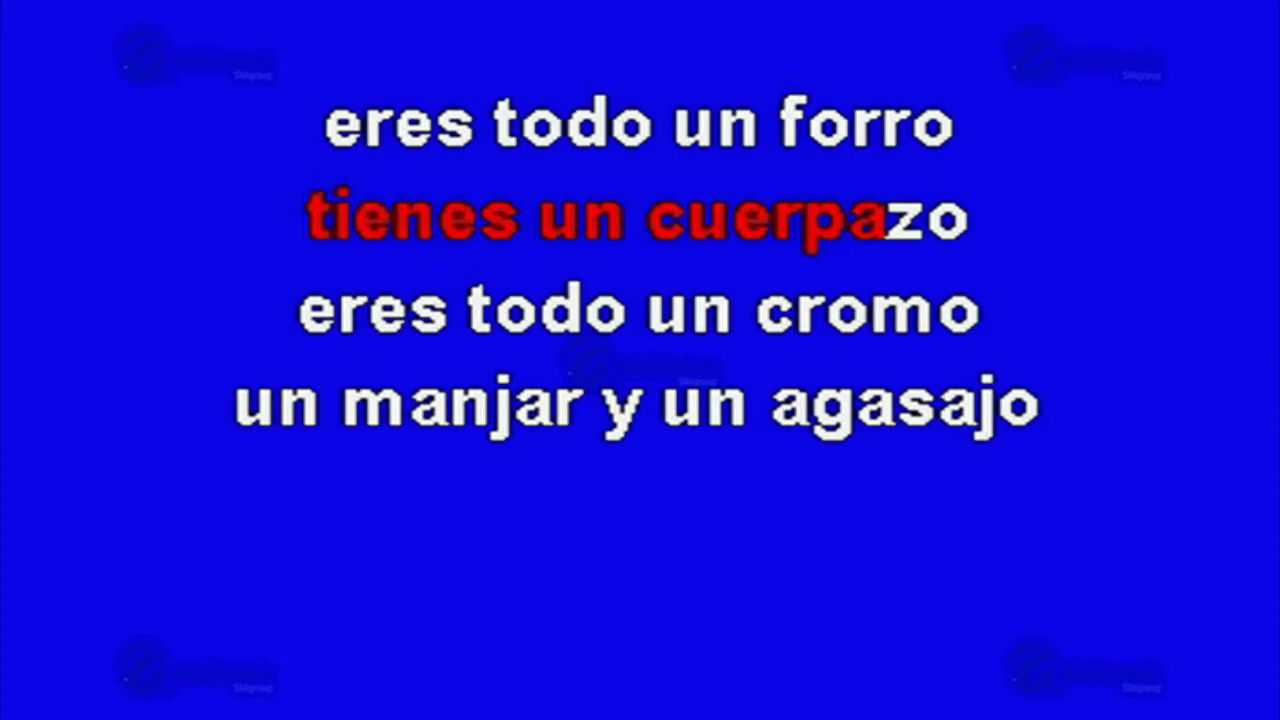 eres todo un forro
tienes un cuerpazo
eres todo un cromo
un manjar y un agasajo